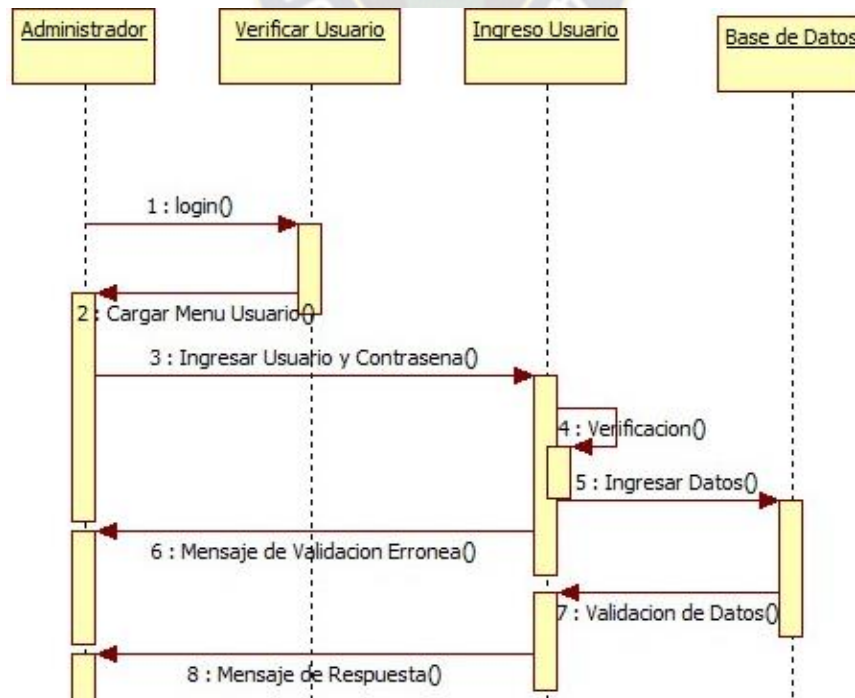 Administrador
Verificar Usuario
Ingreso Usuario
Base de Datos
1 : login()
2 : Cargar Menu Usuario()
3 : Ingresar Usuario y Contrasena()
4 : Verificacion()
5 : Ingresar Datos()
6 : Mensaje de Validacion Erronea()
7 : Validacion de Datos()
8 : Mensaje de Respuesta()